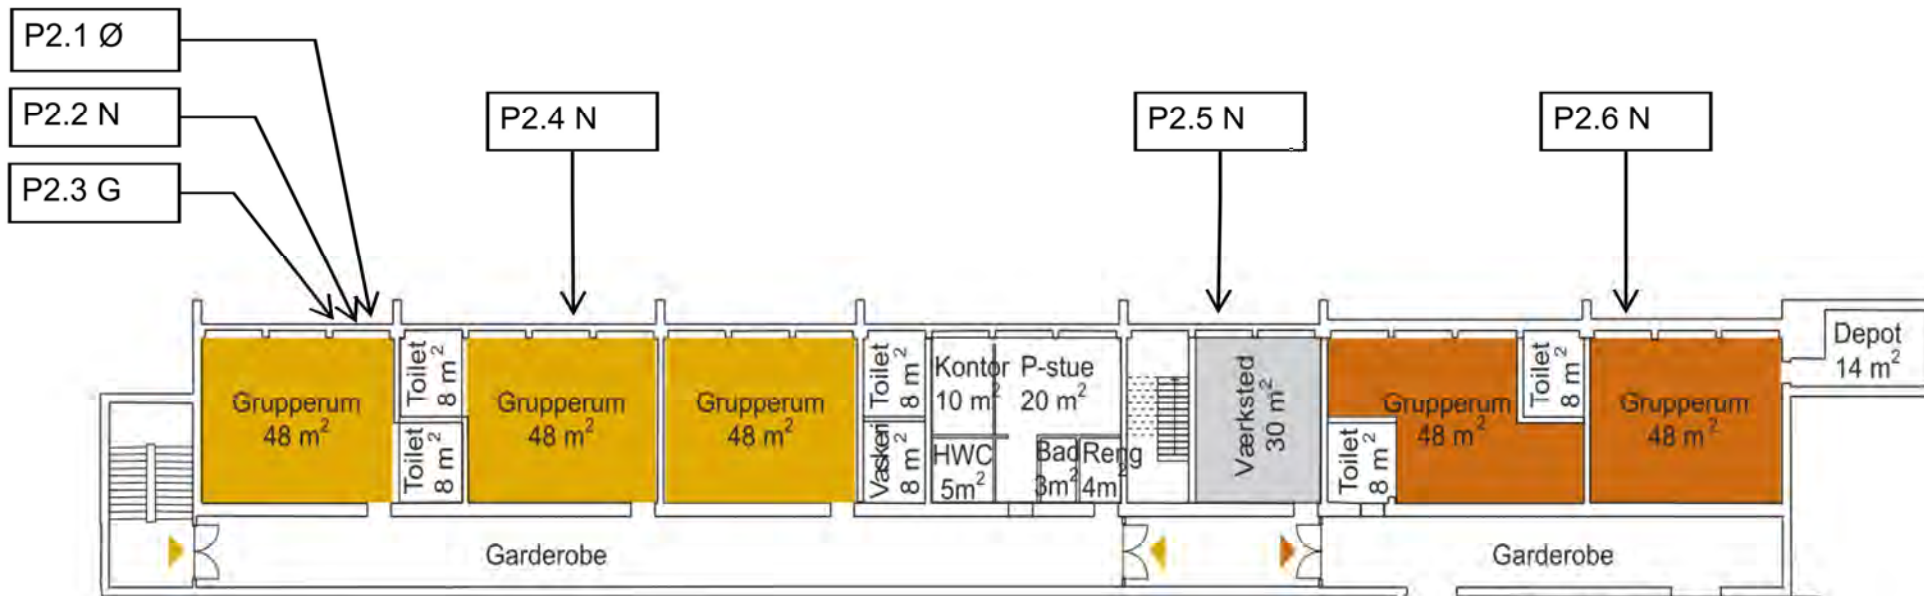 P2.1 Ø
P2.2 N
P2.3 G
P2.4 N
P2.5 N
P2.6 N
Grupperum
48 m²
Toilet
8 m²
Toilet
8 m²
Grupperum
48 m²
Grupperum
48 m²
Toilet
8 m²
Vaskeri
8 m²
Kontor
10 m²
P-stue
20 m²
HWC
5m²
Bad
3m²
Reng
4m²
Værksted
30 m²
Grupperum
48 m²
Toilet
8 m²
Toilet
8 m²
Grupperum
48 m²
Depot
14 m²
Garderobe
Garderobe